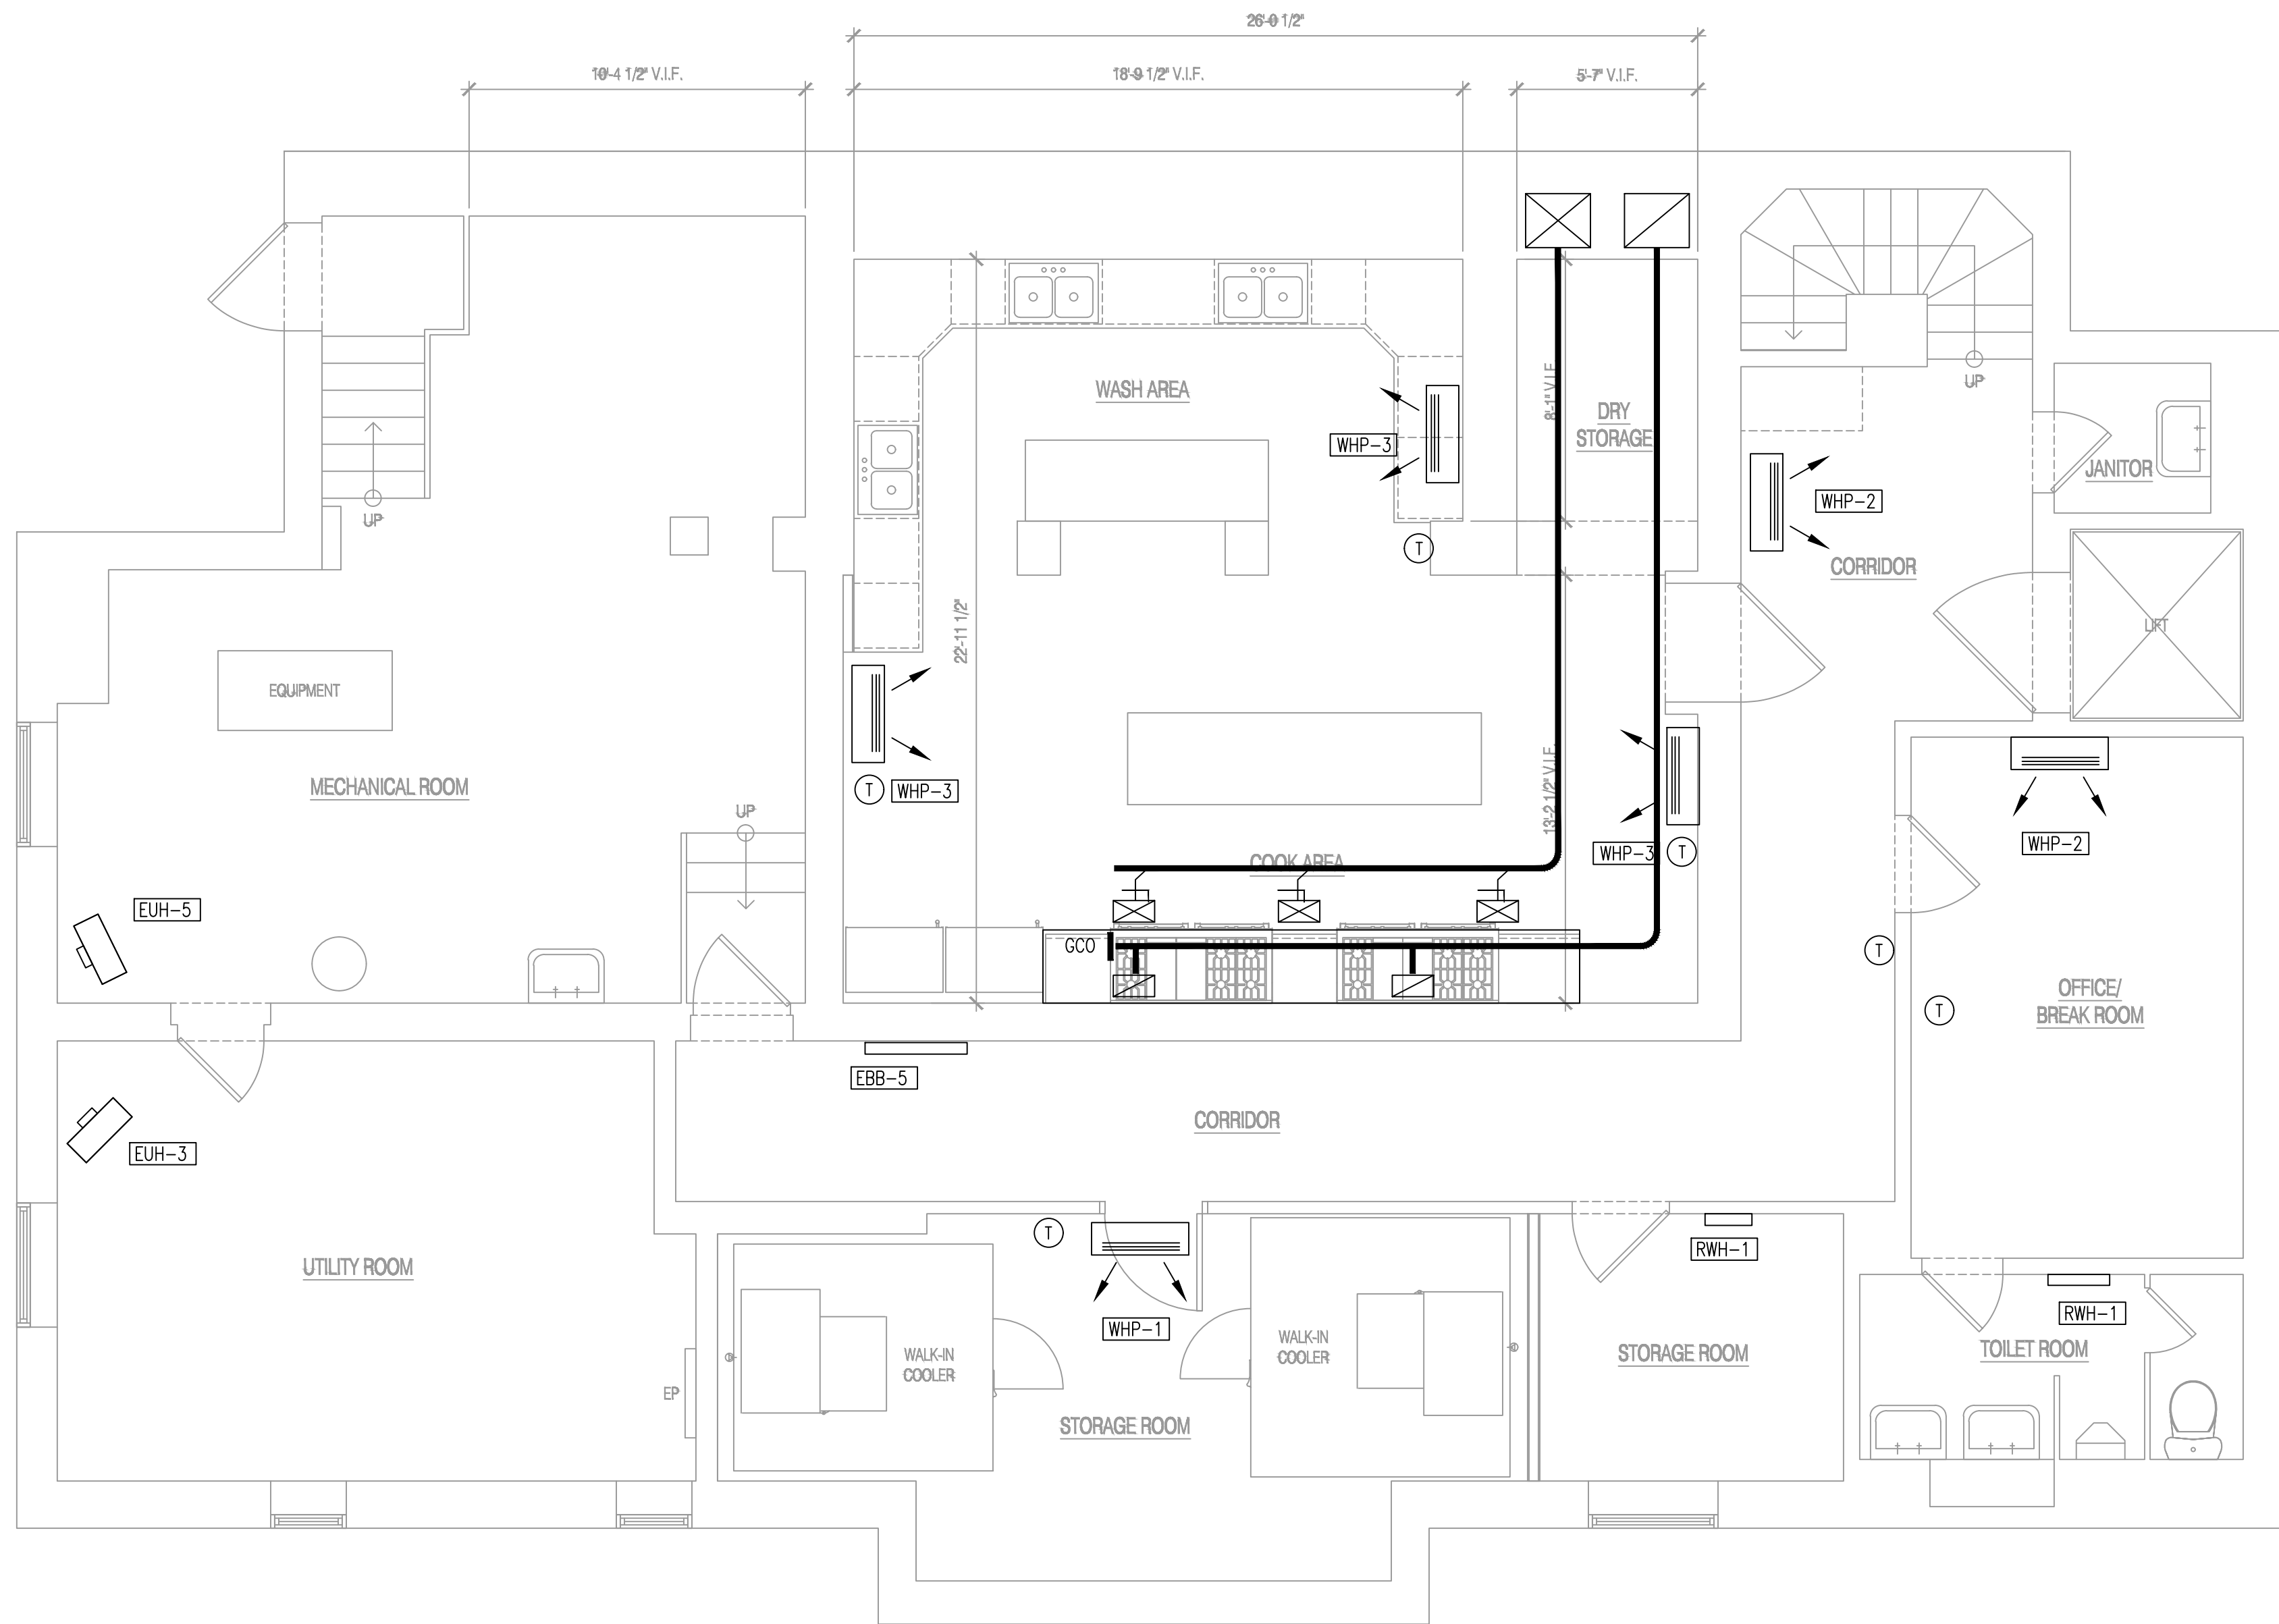 26'-0 1/2"
10'-4 1/2" V.I.F.
18'-9 1/2" V.I.F.
5'-7" V.I.F.
UP
WASH AREA
8'-1" V.I.F.
DRY
STORAGE
WHP-3
JANITOR
WHP-2
UP
T
CORRIDOR
22'-11 1/2"
LIFT
EQUIPMENT
MECHANICAL ROOM
T
WHP-3
UP
13'-2 1/2" V.I.F.
COOK AREA
WHP-3
T
WHP-2
EUH-5
GCO
T
OFFICE/
BREAK ROOM
T
EBB-5
CORRIDOR
EUH-3
T
RWH-1
UTILITY ROOM
WHP-1
RWH-1
WALK-IN
COOLER
WALK-IN
COOLER
STORAGE ROOM
TOILET ROOM
EP
STORAGE ROOM